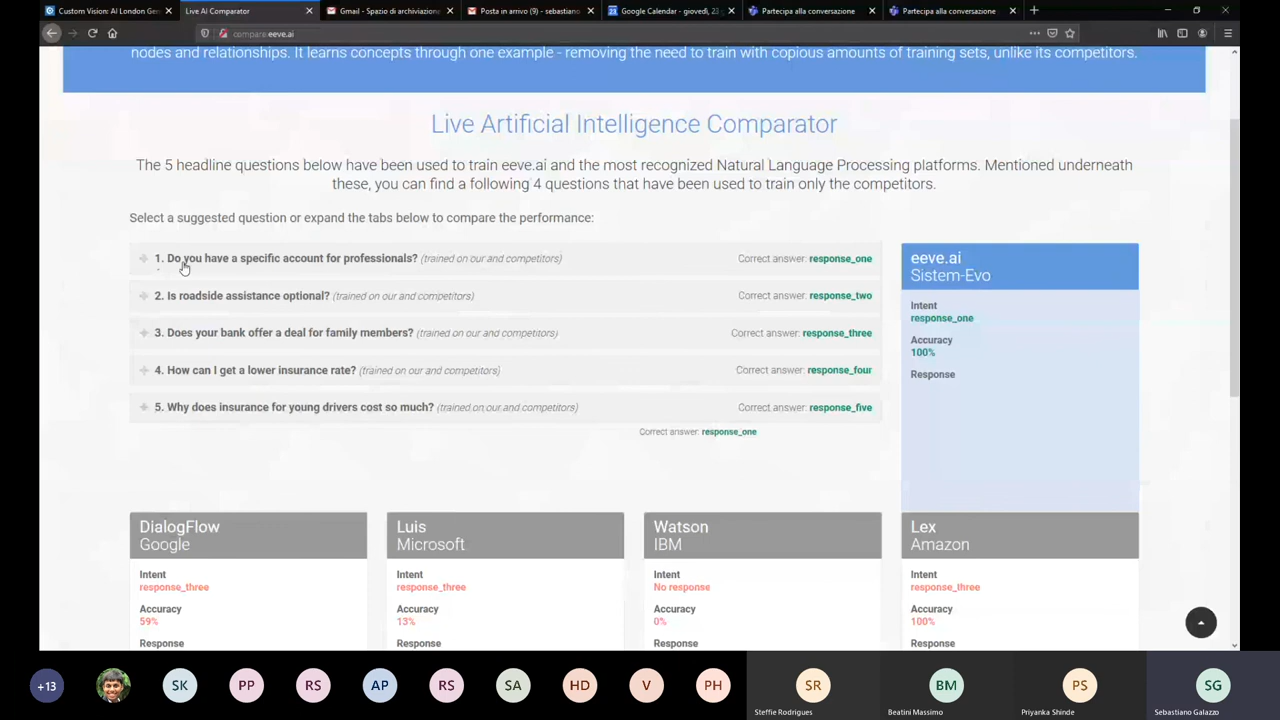 Custom Vision: AI London Ger
Live AI Comparator
Gmail - Spazio di archiviazion
Posta in arrivo (9) - sebastiano
Google Calendar - giovedì, 23 g
Partecipa alla conversazione
Partecipa alla conversazione
compare.eeve.ai
nodes and relationships. It learns concepts through one example - removing the need to train with copious amounts of training sets, unlike its competitors.
Live Artificial Intelligence Comparator
The 5 headline questions below have been used to train eeve.ai and the most recognized Natural Language Processing platforms. Mentioned underneath
these, you can find a following 4 questions that have been used to train only the competitors.
Select a suggested question or expand the tabs below to compare the performance:
1. Do you have a specific account for professionals? (trained on our and competitors) Correct answer: response_one
2. Is roadside assistance optional? (trained on our and competitors) Correct answer: response_two
3. Does your bank offer a deal for family members? (trained on our and competitors) Correct answer: response_three
4. How can I get a lower insurance rate? (trained on our and competitors) Correct answer: response_four
5. Why does insurance for young drivers cost so much? (trained on our and competitors) Correct answer: response_five
Correct answer: response_one
eeve.ai
Sistem-Evo
Intent
response_one
Accuracy
100%
Response
DialogFlow
Google
Intent
response_three
Accuracy
59%
Response
Luis
Microsoft
Intent
response_three
Accuracy
13%
Response
Watson
IBM
Intent
No response
Accuracy
0%
Response
Lex
Amazon
Intent
response_three
Accuracy
100%
Response
+13
SK
PP
RS
AP
RS
SA
HD
V
PH
SR
Steffie Rodrigues
BM
Beatini Massimo
PS
Priyanka Shinde
SG
Sebastiano Galazzo